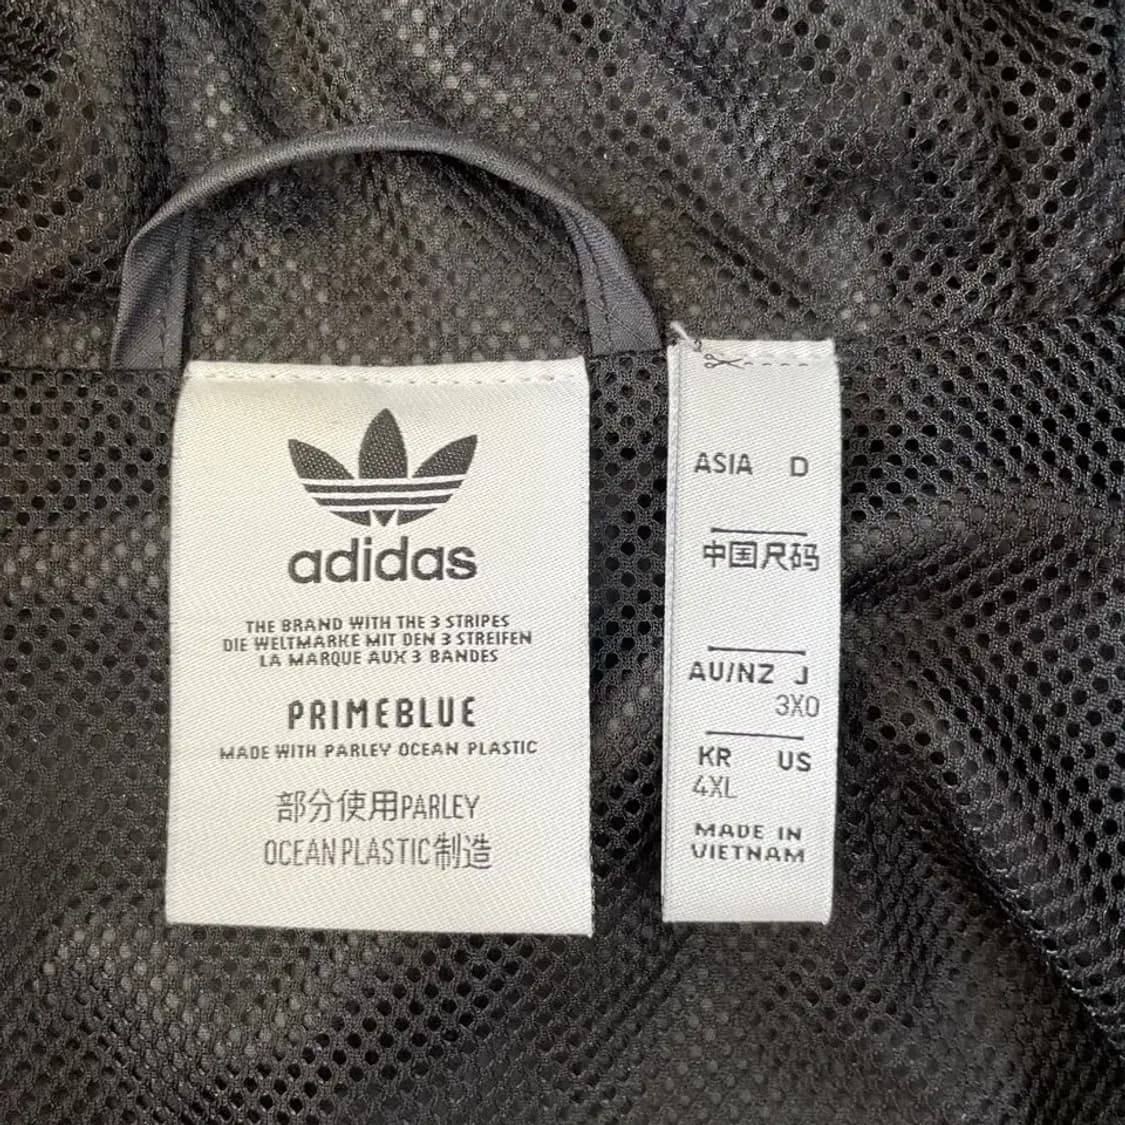 adidas
THE BRAND WITH THE 3 STRIPES
DIE WELTMARKE MIT DEN 3 STREIFEN
LA MARQUE AUX 3 BANDES
PRIMEBLUE
MADE WITH PARLEY OCEAN PLASTIC
部分使用PARLEY
OCEAN PLASTIC制造
ASIA D
中国尺码
AU/NZ J
3XO
KR US
4XL
MADE IN
VIETNAM